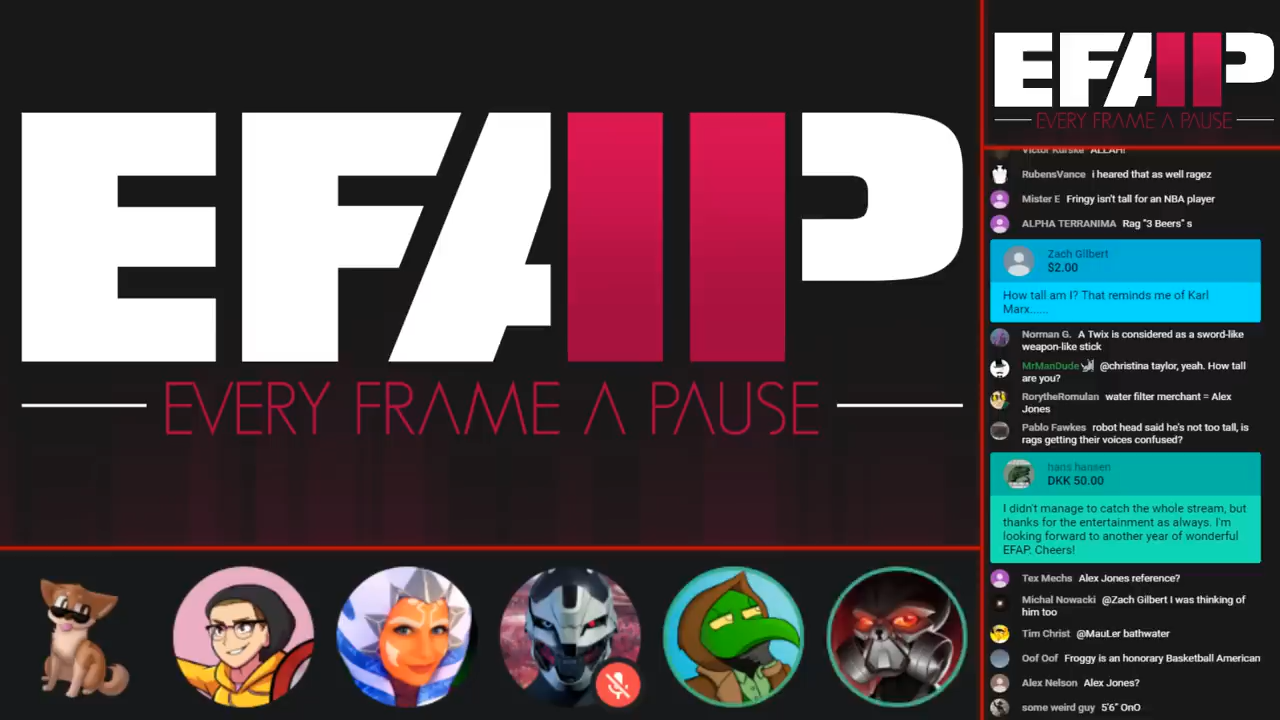 EFAP
EVERY FRAME A PAUSE
EFAP
EVERY FRAME A PAUSE
Victor Kurske ALLAH!
RubensVance i heared that as well ragez
Mister E Fringy isn't tall for an NBA player
ALPHA TERRANIMA Rag "3 Beers" s
Zach Gilbert
$2.00
How tall am I? That reminds me of Karl
Marx......
Norman G. A Twix is considered as a sword-like
weapon-like stick
MrManDude @christina taylor, yeah. How tall
are you?
RorytheRomulan water filter merchant = Alex
Jones
Pablo Fawkes robot head said he's not too tall, is
rags getting their voices confused?
hans hansen
DKK 50.00
I didn't manage to catch the whole stream, but
thanks for the entertainment as always. I'm
looking forward to another year of wonderful
EFAP. Cheers!
Tex Mechs Alex Jones reference?
Michal Nowacki @Zach Gilbert I was thinking of
him too
Tim Christ @MauLer bathwater
Oof Oof Froggy is an honorary Basketball American
Alex Nelson Alex Jones?
some weird guy 5'6" OnO